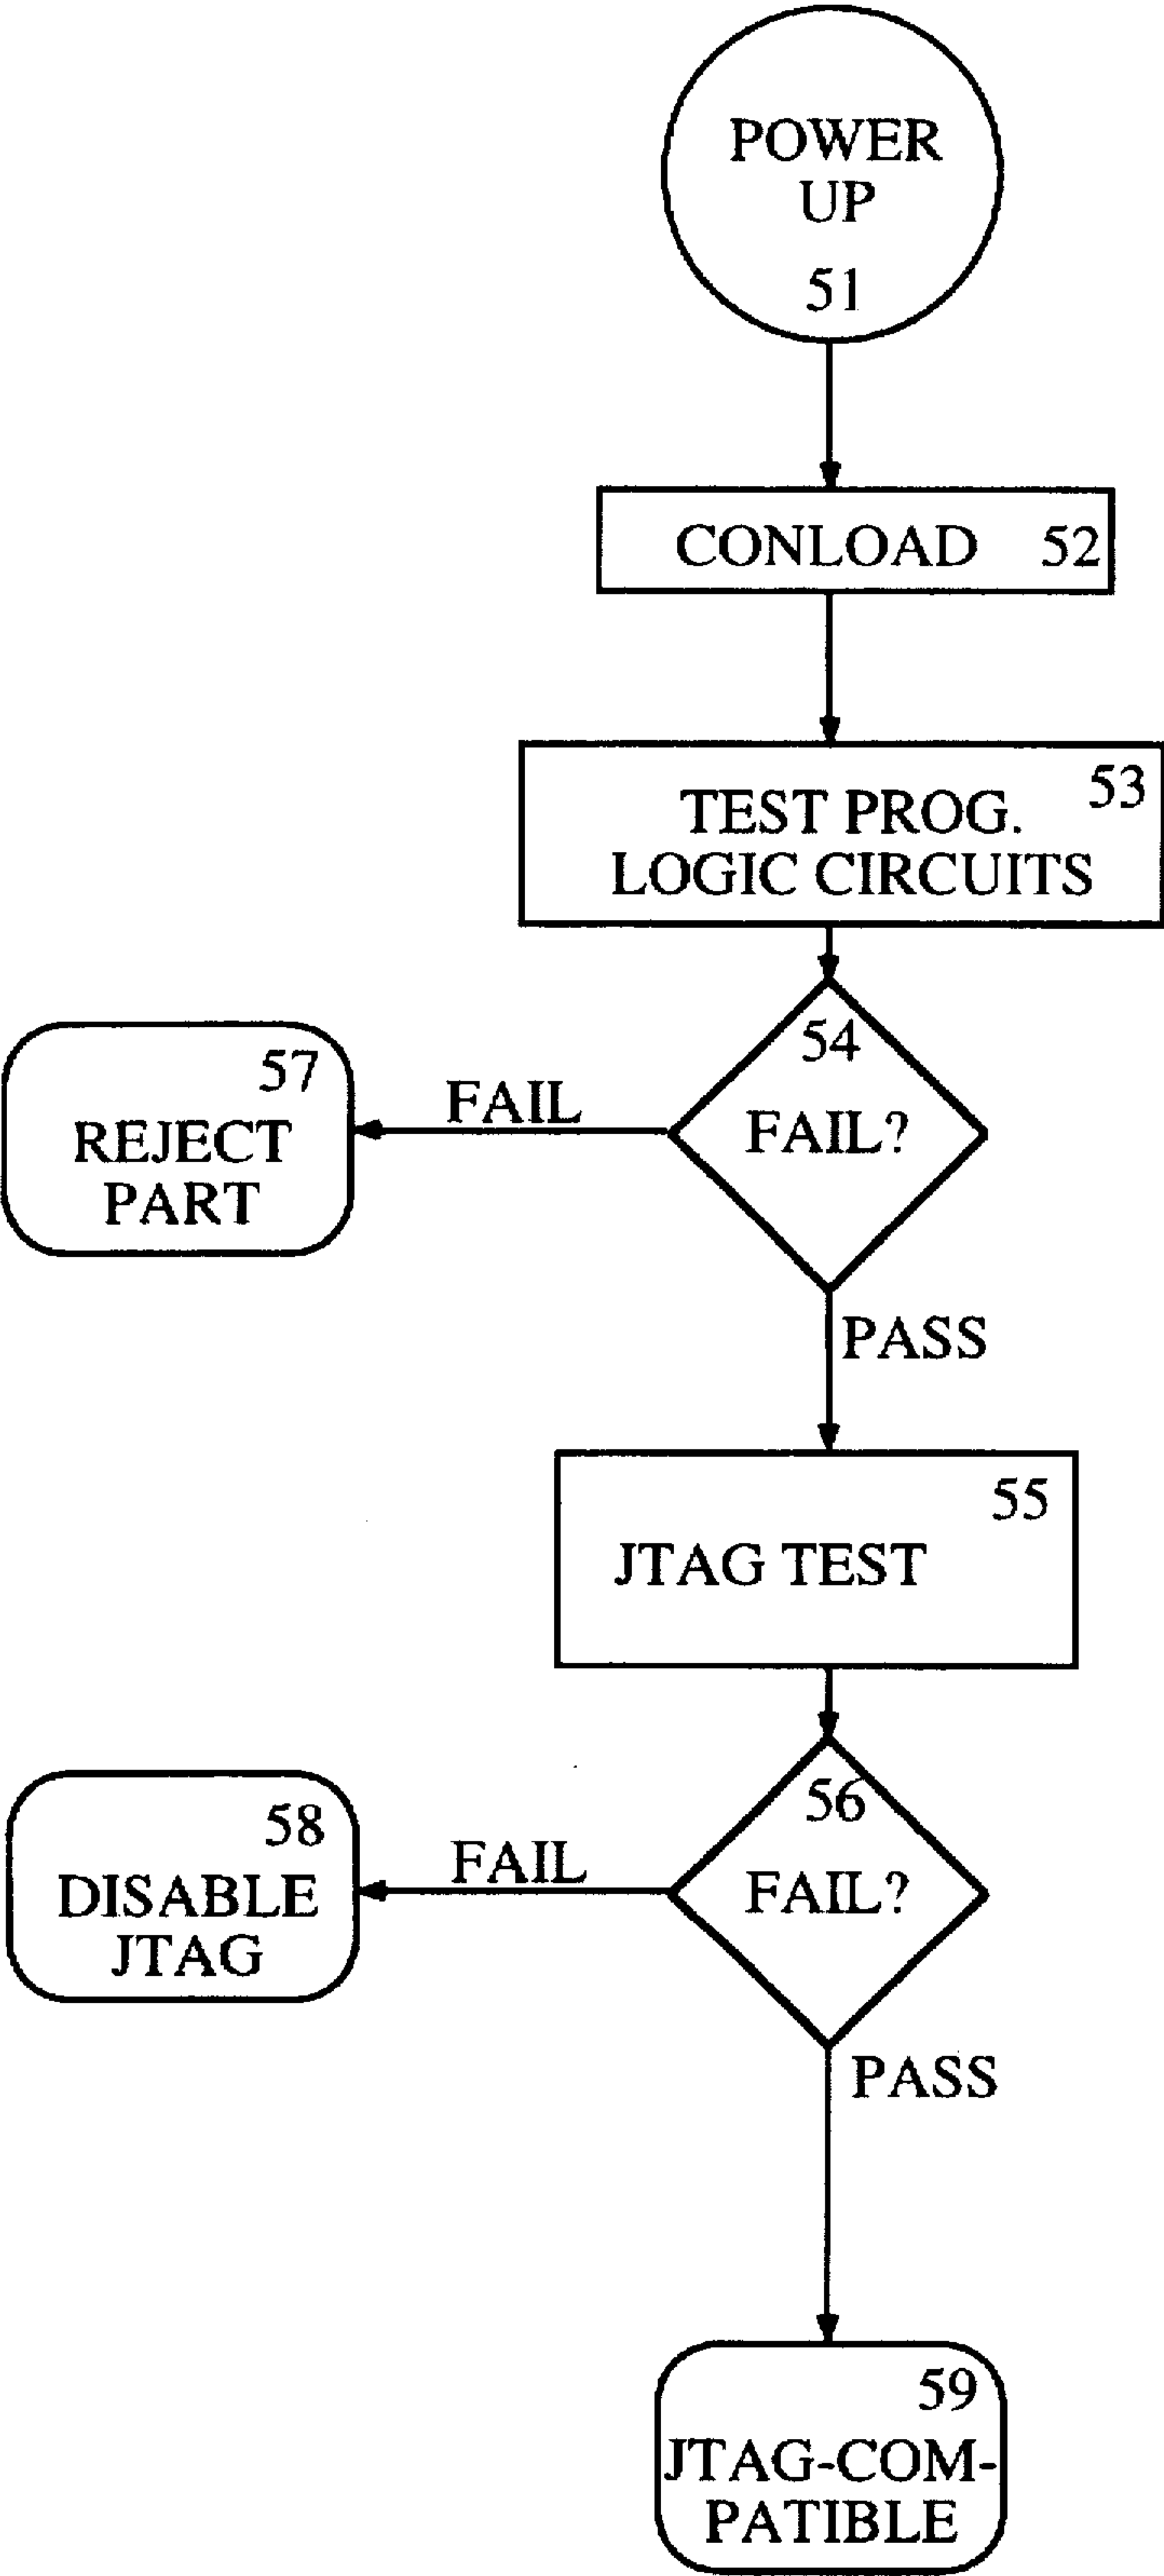 POWER
UP
51
CONLOAD 52
53
TEST PROG.
LOGIC CIRCUITS
54
FAIL?
FAIL
57
REJECT
PART
PASS
55
JTAG TEST
56
FAIL?
FAIL
58
DISABLE
JTAG
PASS
59
JTAG-COM-
PATIBLE